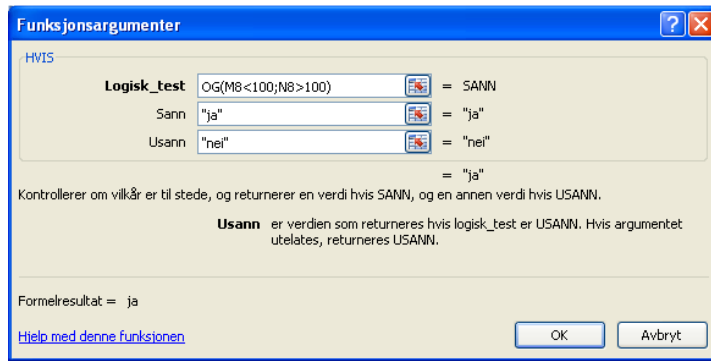 Funksjonsargumenter
HVIS
Logisk_test OG(M8<100;N8>100) = SANN
Sann "ja" = "ja"
Usann "nei" = "nei"
= "ja"
Kontrollerer om vilkår er til stede, og returnerer en verdi hvis SANN, og en annen verdi hvis USANN.
Usann er verdien som returneres hvis logisk_test er USANN. Hvis argumentet
utelates, returneres USANN.
Formelresultat = ja
Hjelp med denne funksjonen OK Avbryt